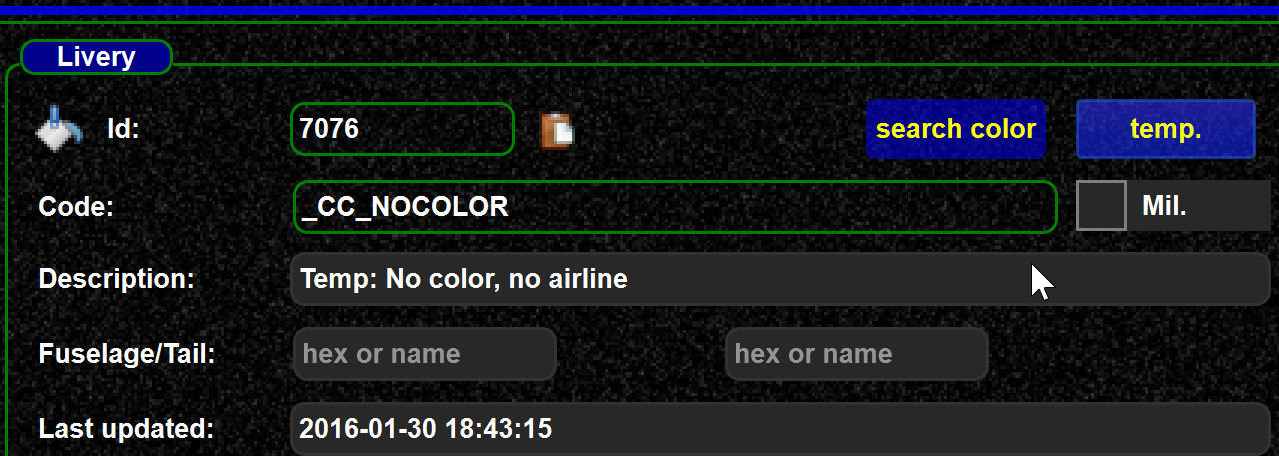 Livery
Id: 7076 search color temp.
Code: _CC_NOCOLOR Mil.
Description: Temp: No color, no airline
Fuselage/Tail: hex or name hex or name
Last updated: 2016-01-30 18:43:15